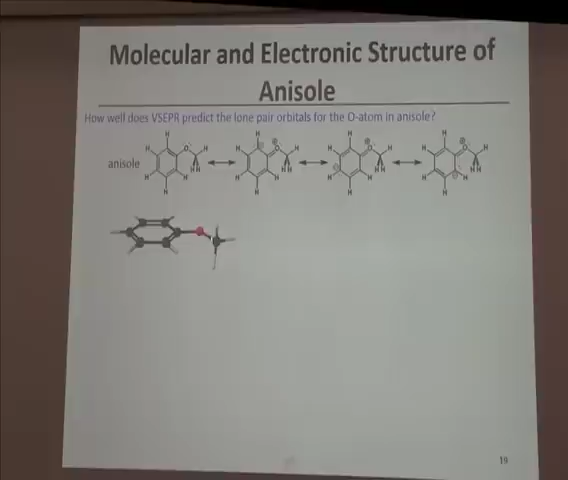 Molecular and Electronic Structure of
Anisole
How well does VSEPR predict the lone pair orbitals for the O-atom in anisole?
anisole
19